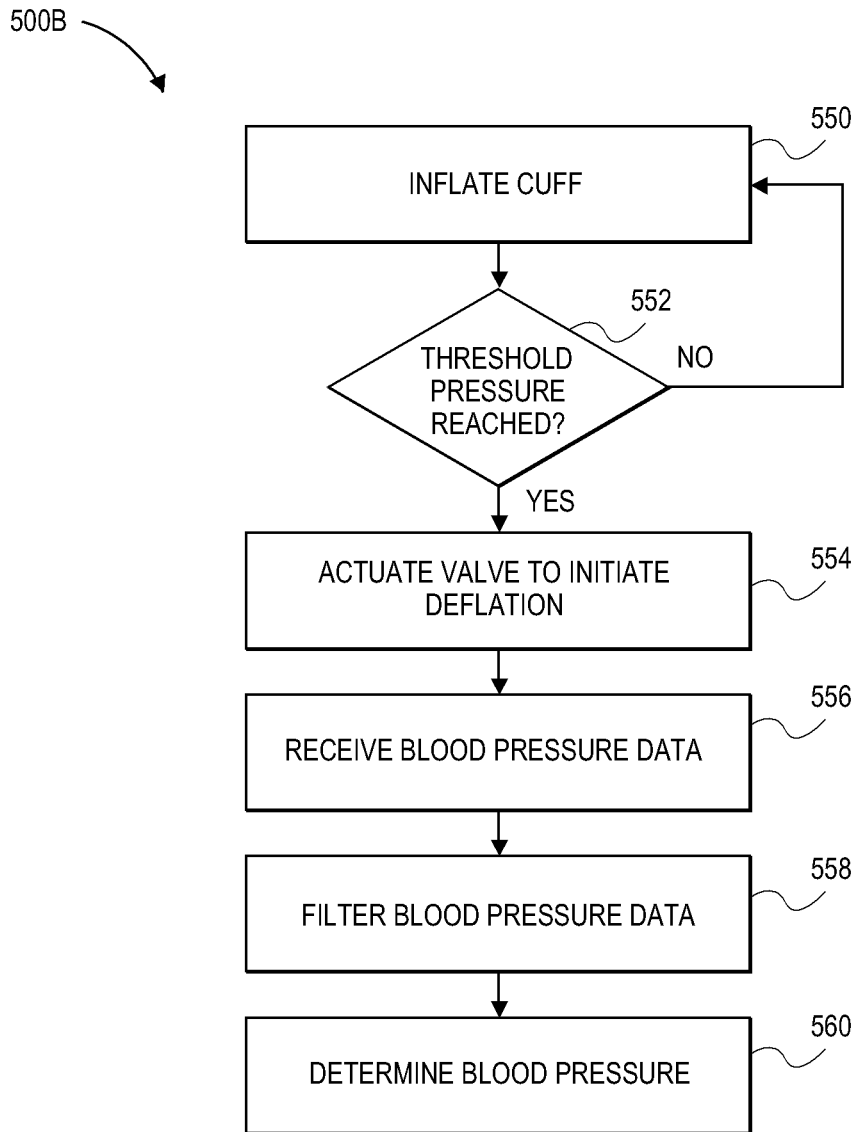 500B
550
INFLATE CUFF
552
THRESHOLD
PRESSURE
REACHED?
NO
YES
554
ACTUATE VALVE TO INITIATE
DEFLATION
556
RECEIVE BLOOD PRESSURE DATA
558
FILTER BLOOD PRESSURE DATA
560
DETERMINE BLOOD PRESSURE